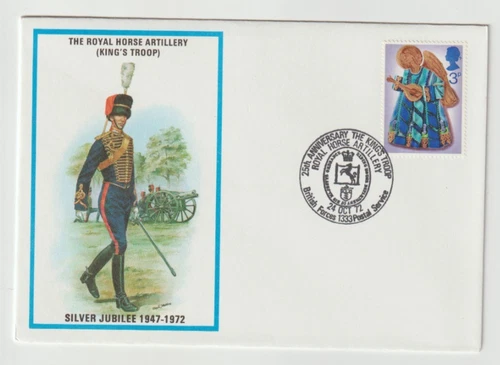 THE ROYAL HORSE ARTILLERY
(KING'S TROOP)
SILVER JUBILEE 1947-1972
3P
25th ANNIVERSARY THE KING'S TROOP
ROYAL HORSE ARTILLERY
24 OCT 72
British Forces 1333 Postal Service